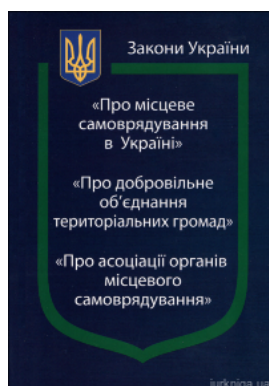 Закони України
«Про місцеве
самоврядування
в Україні»
«Про добровільне
об’єднання
територіальних громад»
«Про асоціації органів
місцевого
самоврядування»
jurkniga.ua